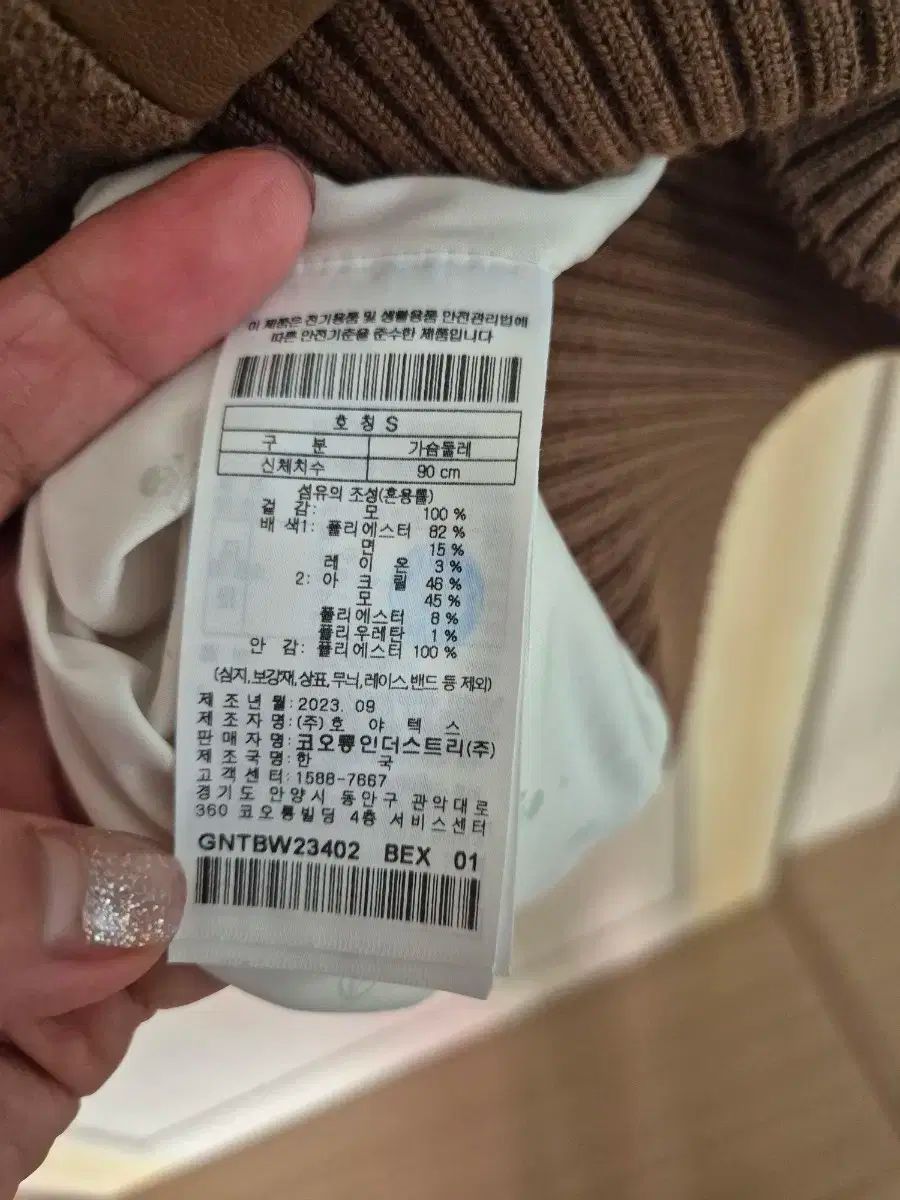 이 제품은 전기용품 및 생활용품 안전관리법에
따른 안전기준을 준수한 제품입니다
호 칭 S
구 분 가슴둘레
신체치수 90 cm
섬유의 조성(혼용률)
겉 감: 모 100 %
배 색1: 폴리에스터 82 %
면 15 %
레 이 온 3 %
2: 아 크 릴 46 %
모 45 %
폴리에스터 8 %
폴리우레탄 1 %
안 감: 폴리에스터 100 %
(심지, 보강재, 상표, 무늬, 레이스, 밴드 등 제외)
제 조 년 월: 2023. 09
제 조 자 명: (주) 호 야 텍 스
판 매 자 명: 코오롱인더스트리(주)
제 조 국 명: 한 국
고 객 센 터: 1588-7667
경기도 안양시 동안구 관악대로
360 코오롱빌딩 4층 서비스센터
GNTBW23402 BEX 01